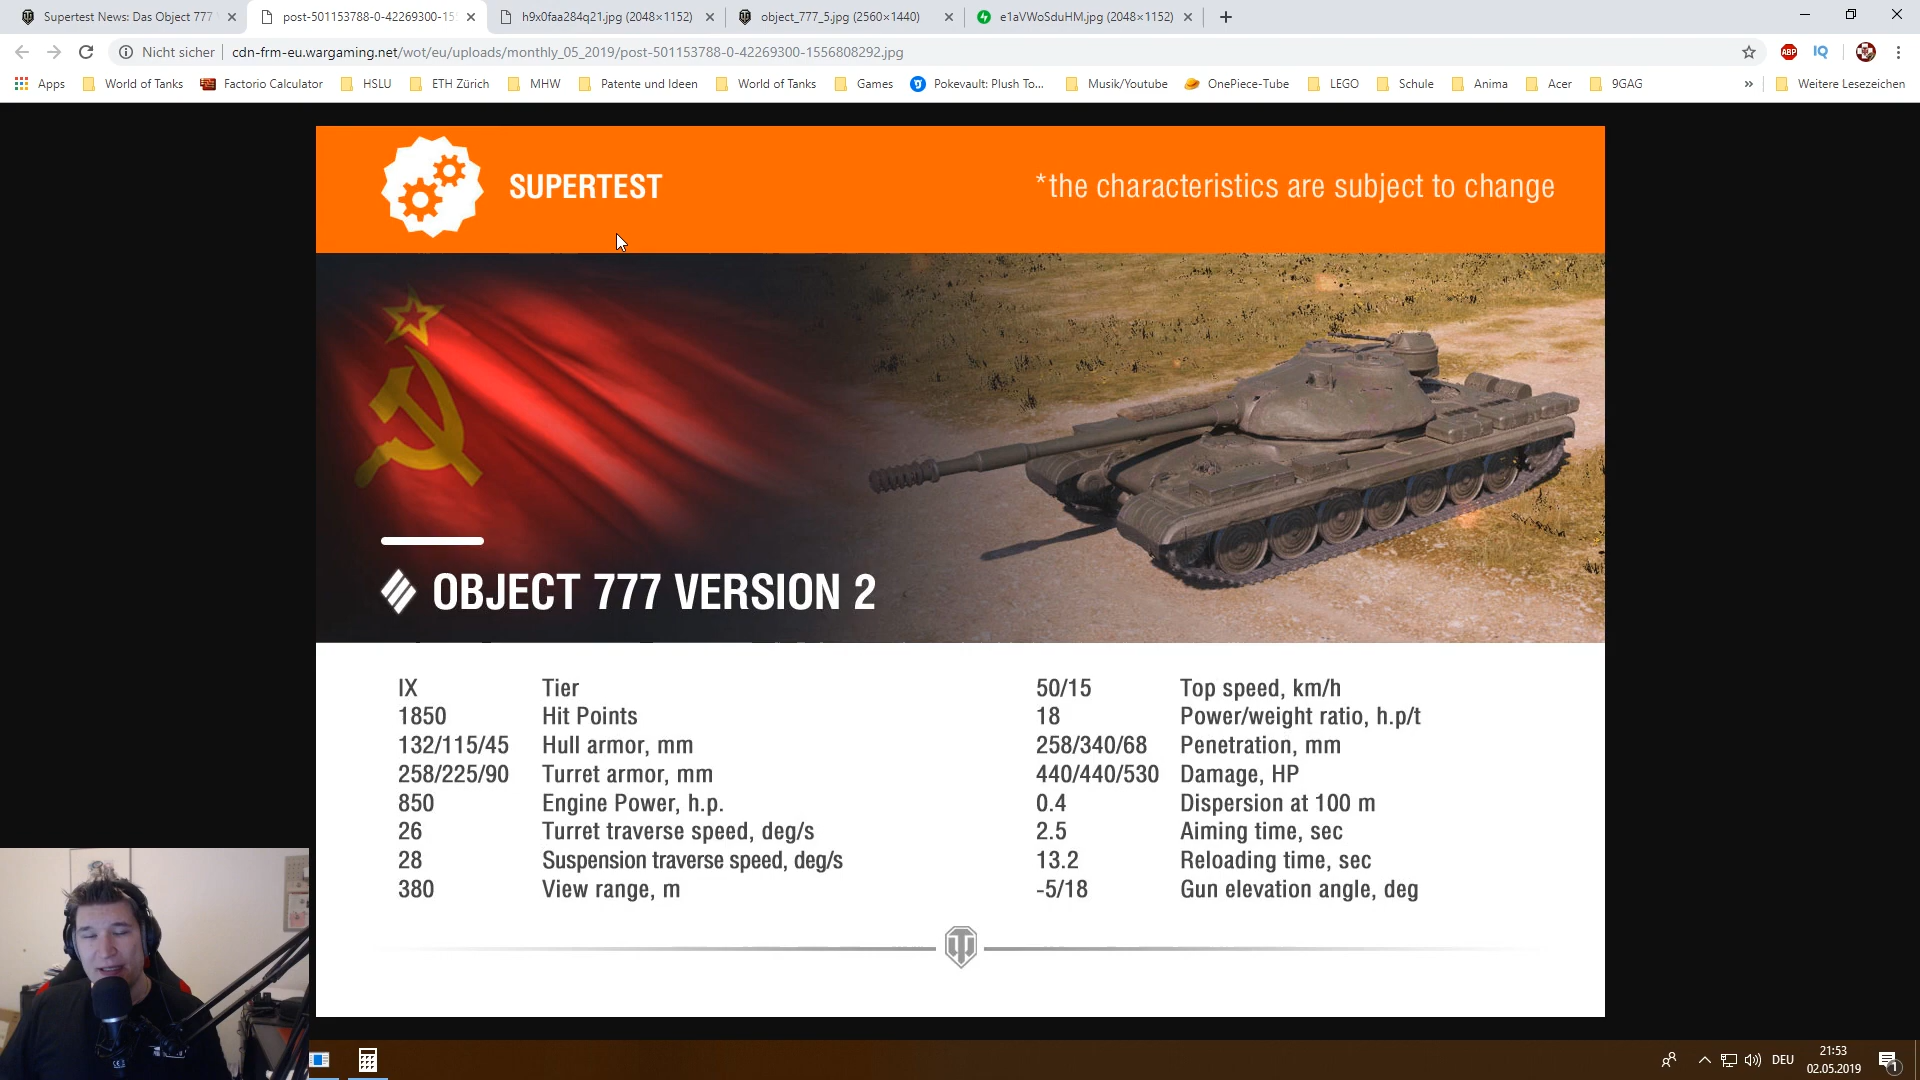 Supertest News: Das Object 777
post-501153788-0-42269300-155
h9x0faa284q21.jpg (2048×1152)
object_777_5.jpg (2560×1440)
e1aVWoSduHM.jpg (2048×1152)
Nicht sicher
cdn-frm-eu.wargaming.net/wot/eu/uploads/monthly_05_2019/post-501153788-0-42269300-1556808292.jpg
ABP
IQ
Apps
World of Tanks
Factorio Calculator
HSLU
ETH Zürich
MHW
Patente und Ideen
World of Tanks
Games
Pokevault: Plush To...
Musik/Youtube
OnePiece-Tube
LEGO
Schule
Anima
Acer
9GAG
»
Weitere Lesezeichen
SUPERTEST
*the characteristics are subject to change
OBJECT 777 VERSION 2
IX Tier
1850 Hit Points
132/115/45 Hull armor, mm
258/225/90 Turret armor, mm
850 Engine Power, h.p.
26 Turret traverse speed, deg/s
28 Suspension traverse speed, deg/s
380 View range, m
50/15 Top speed, km/h
18 Power/weight ratio, h.p/t
258/340/68 Penetration, mm
440/440/530 Damage, HP
0.4 Dispersion at 100 m
2.5 Aiming time, sec
13.2 Reloading time, sec
-5/18 Gun elevation angle, deg
DEU
21:53
02.05.2019
1